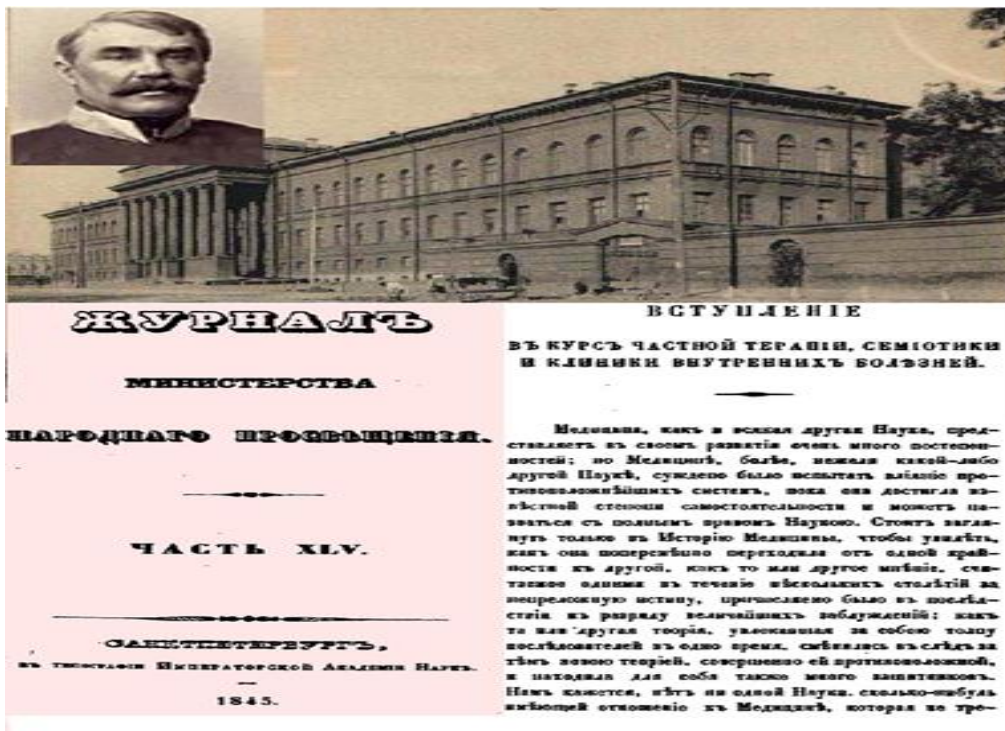 ЖУРНАЛЪ
МИНИСТЕРСТВА
НАРОДНАГО ПРОСВѢЩЕНІЯ.
ЧАСТЬ XLV.
САНКТПЕТЕРБУРГЪ,
ВЪ ТИПОГРАФІИ ИМПЕРАТОРСКОЙ АКАДЕМІИ НАУКЪ.
1845.
ВСТУПЛЕНІЕ
ВЪ КУРСЪ ЧАСТНОЙ ТЕРАПІИ, СЕМІОТИКИ
И КЛИНИКИ ВНУТРЕННИХЪ БОЛѢЗНЕЙ.
Медицина, какъ и всякая другая Наука, пред-
ставляетъ въ своемъ развитіи очень много постепен-
ностей; но Медицинѣ, болѣе, нежели какой-либо
другой Наукѣ, суждено было испытать вліяніе про-
тивоположнѣйшихъ системъ, пока она достигла из-
вѣстной степени самостоятельности и можетъ на-
зваться съ полнымъ правомъ Наукою. Стоитъ загля-
нуть только въ Исторію Медицины, чтобы увидѣть,
какъ она поперемѣнно переходила отъ одной край-
ности къ другой, какъ то или другое мнѣніе, счи-
таемое одними въ теченіе нѣсколькихъ столѣтій за
непреложную истину, причислено было въ послѣд-
ствіи къ разряду величайшихъ заблужденій; какъ
та или другая теорія, увлекавшая за собою толпу
послѣдователей въ одно время, смѣнялась въ слѣдъ за
тѣмъ новою теоріей, совершенно ей противоположной,
и находила для себя также много защитниковъ.
Намъ кажется, нѣтъ ни одной Науки, сколько-нибудь
имѣющей отношеніе къ Медицинѣ, которая не тре-